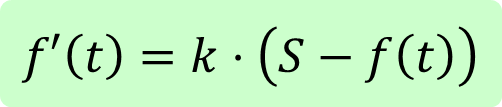 f′(t) = k · (S − f(t))